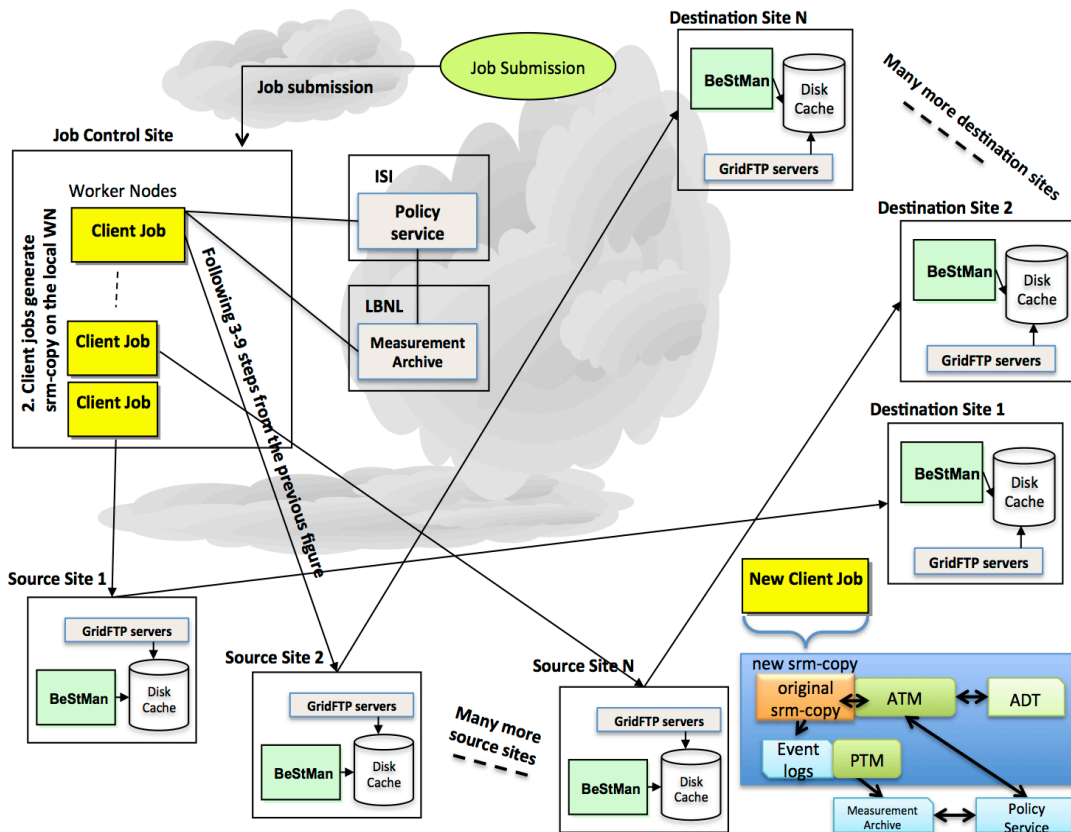 Destination Site N
Job Submission
BeStMan
Disk
Cache
GridFTP servers
Many more destination sites
Job submission
Job Control Site
Worker Nodes
Client Job
Client Job
Client Job
2. Client jobs generate
srm-copy on the local WN
ISI
Policy
service
LBNL
Measurement
Archive
Following 3-9 steps from the previous figure
Destination Site 2
BeStMan
Disk
Cache
GridFTP servers
Destination Site 1
BeStMan
Disk
Cache
GridFTP servers
Source Site 1
GridFTP servers
BeStMan
Disk
Cache
Source Site 2
GridFTP servers
BeStMan
Disk
Cache
Many more
source sites
Source Site N
GridFTP servers
BeStMan
Disk
Cache
New Client Job
new srm-copy
original
srm-copy
ATM
ADT
Event
logs
PTM
Measurement
Archive
Policy
Service